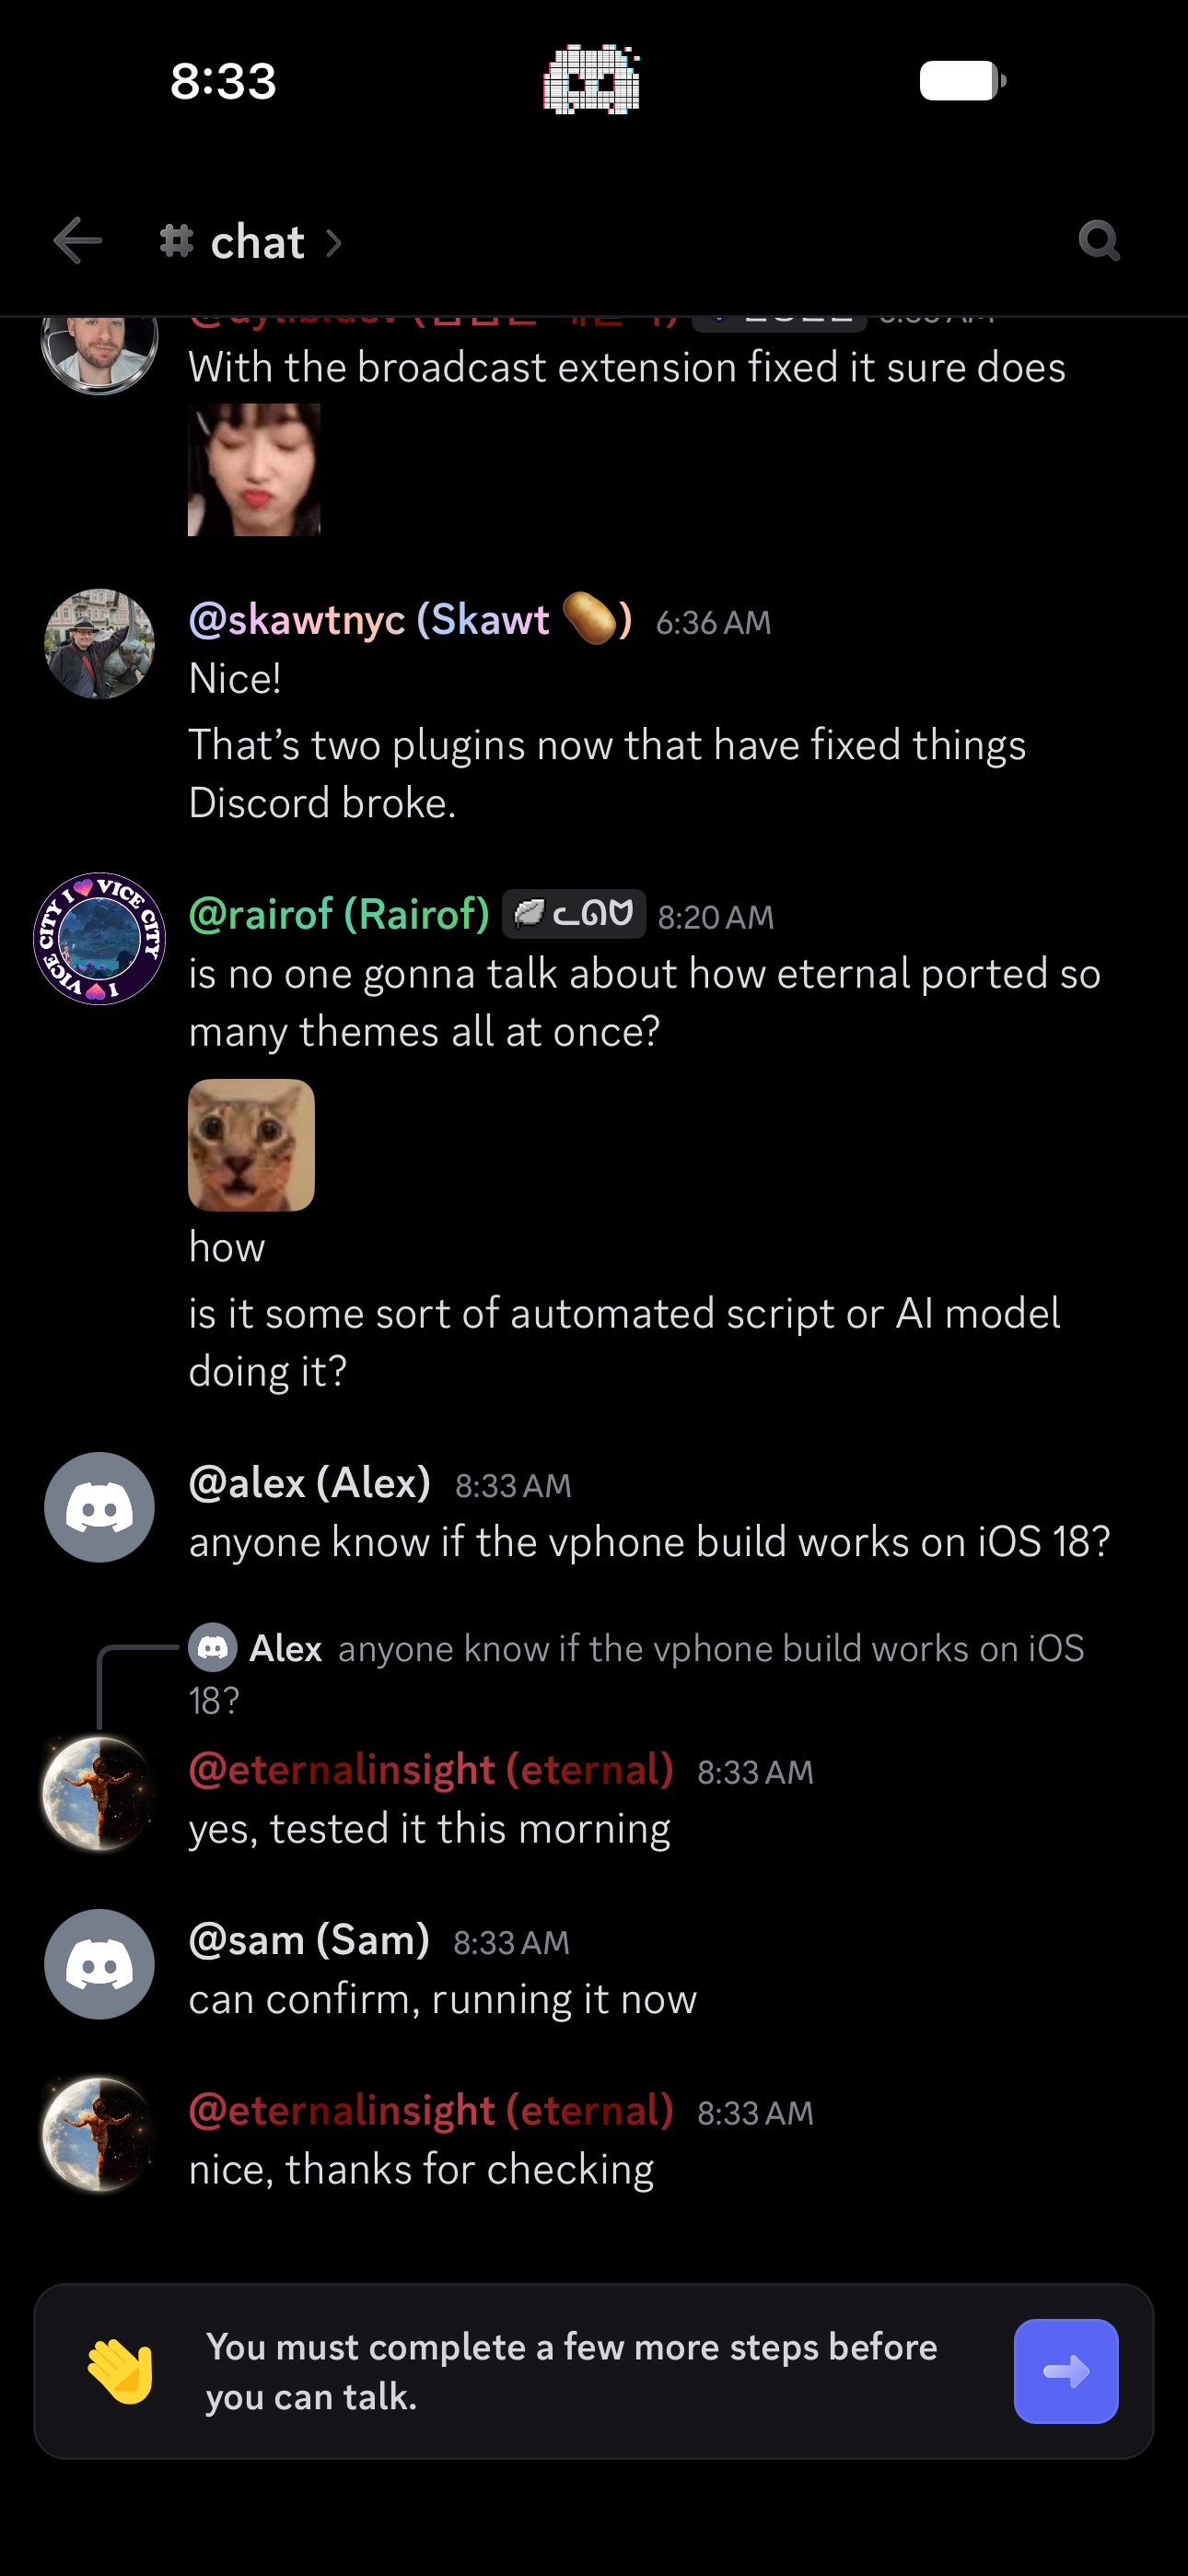 8:33
chat
With the broadcast extension fixed it sure does
@skawtnyc (Skawt 🥔) 6:36 AM
Nice!
That’s two plugins now that have fixed things
Discord broke.
I VICE CITY I VICE CITY
@rairof (Rairof) 8:20 AM
is no one gonna talk about how eternal ported so
many themes all at once?
how
is it some sort of automated script or AI model
doing it?
@alex (Alex) 8:33 AM
anyone know if the vphone build works on iOS 18?
Alex anyone know if the vphone build works on iOS
18?
@eternalinsight (eternal) 8:33 AM
yes, tested it this morning
@sam (Sam) 8:33 AM
can confirm, running it now
@eternalinsight (eternal) 8:33 AM
nice, thanks for checking
You must complete a few more steps before
you can talk.